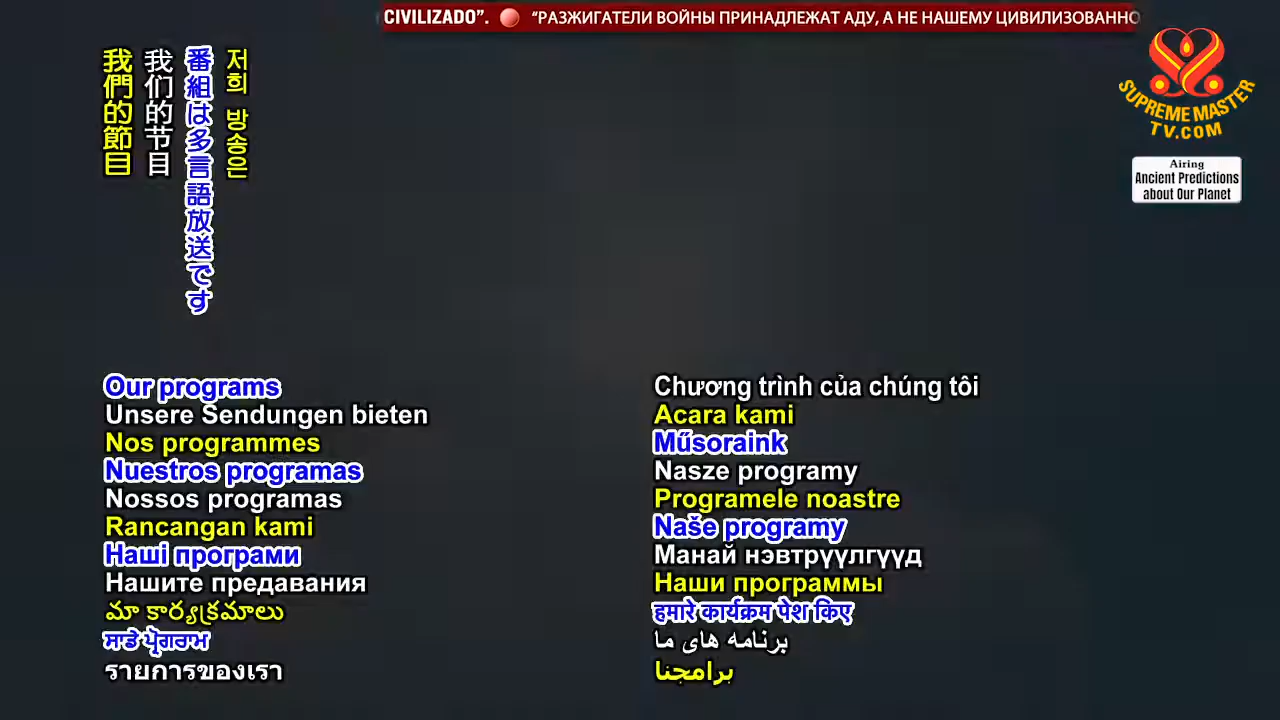 CIVILIZADO”. “РАЗЖИГАТЕЛИ ВОЙНЫ ПРИНАДЛЕЖАТ АДУ, А НЕ НАШЕМУ ЦИВИЛИЗОВАННО
SUPREME MASTER
TV.COM
Airing
Ancient Predictions
about Our Planet
저희 방송은
番組は多言語放送です
我们的节目
我們的節目
Our programs
Unsere Sendungen bieten
Nos programmes
Nuestros programas
Nossos programas
Rancangan kami
Наші програми
Нашите предавания
మా కార్యక్రమాలు
ਸਾਡੇ ਪ੍ਰੋਗਰਾਮ
รายการของเรา
Chương trình của chúng tôi
Acara kami
Műsoraink
Nasze programy
Programele noastre
Naše programy
Манай нэвтрүүлгүүд
Наши программы
हमारे कार्यक्रम पेश किए
برنامه های ما
برامجنا